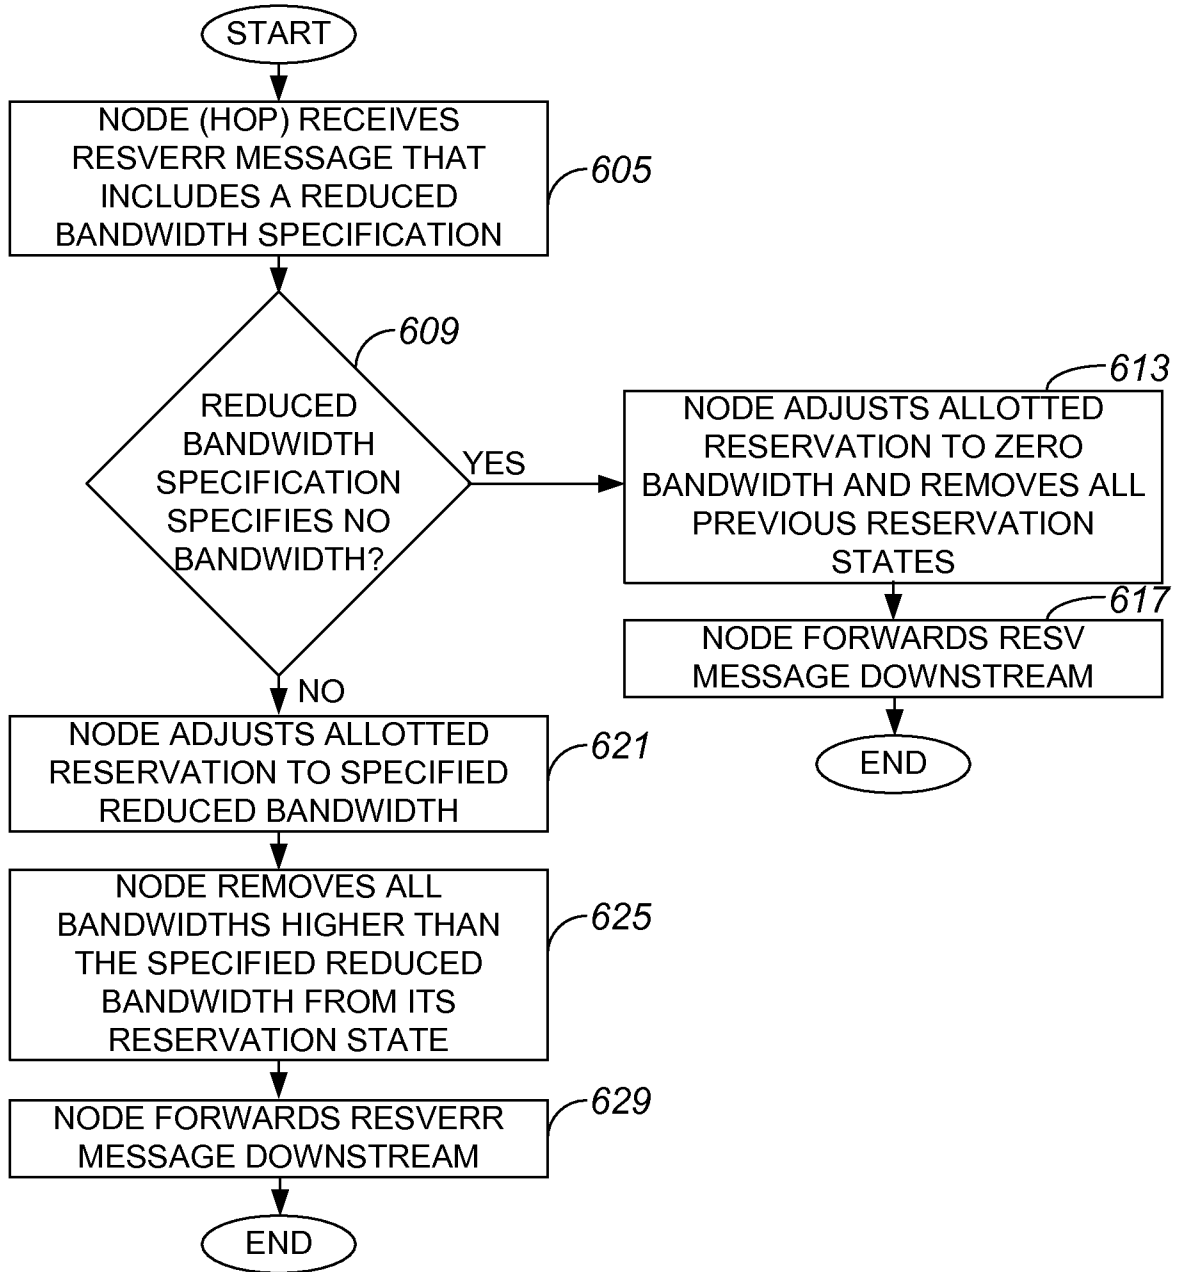 START
NODE (HOP) RECEIVES
RESVERR MESSAGE THAT
INCLUDES A REDUCED
BANDWIDTH SPECIFICATION
605
609
REDUCED
BANDWIDTH
SPECIFICATION
SPECIFIES NO
BANDWIDTH?
YES
613
NODE ADJUSTS ALLOTTED
RESERVATION TO ZERO
BANDWIDTH AND REMOVES ALL
PREVIOUS RESERVATION
STATES
617
NODE FORWARDS RESV
MESSAGE DOWNSTREAM
END
NO
NODE ADJUSTS ALLOTTED
RESERVATION TO SPECIFIED
REDUCED BANDWIDTH
621
NODE REMOVES ALL
BANDWIDTHS HIGHER THAN
THE SPECIFIED REDUCED
BANDWIDTH FROM ITS
RESERVATION STATE
625
NODE FORWARDS RESVERR
MESSAGE DOWNSTREAM
629
END